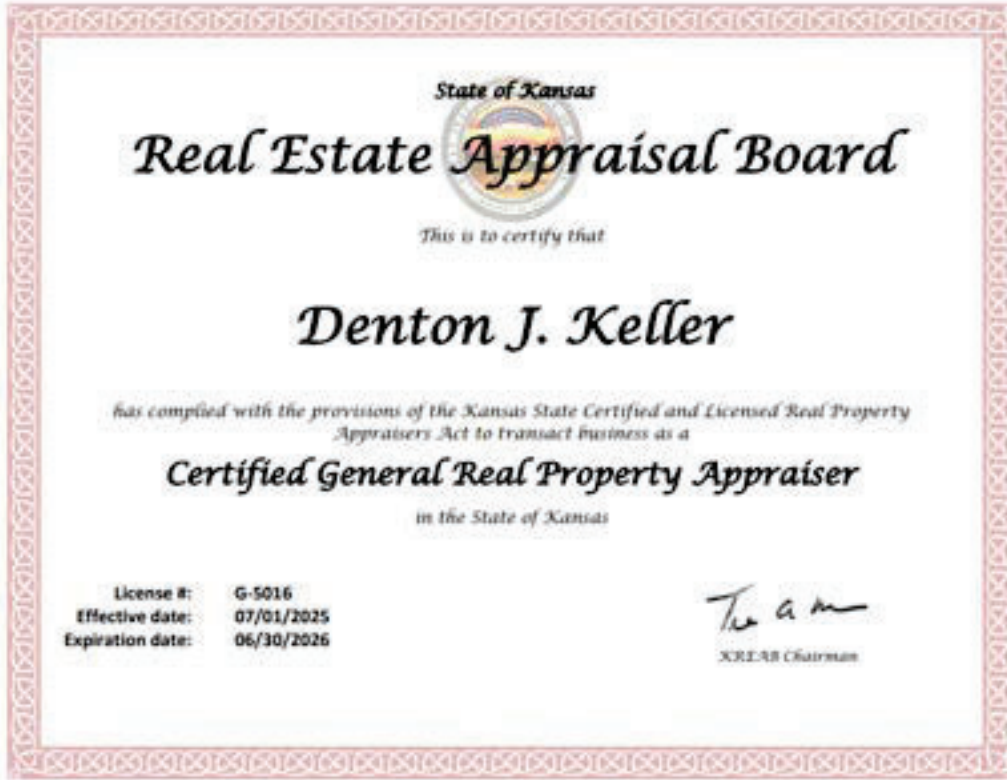 State of Kansas
Real Estate Appraisal Board
This is to certify that
Denton J. Keller
has complied with the provisions of the Kansas State Certified and Licensed Real Property
Appraisers Act to transact business as a
Certified General Real Property Appraiser
in the State of Kansas
License #: G-5016
Effective date: 07/01/2025
Expiration date: 06/30/2026
KREAB Chairman